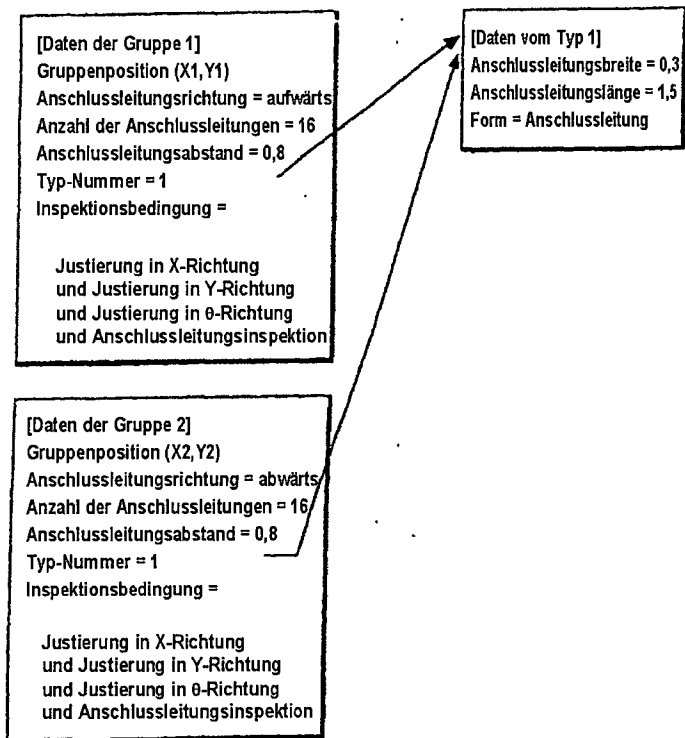 [Daten der Gruppe 1]
Gruppenposition (X1,Y1)
Anschlussleitungsrichtung = aufwärts
Anzahl der Anschlussleitungen = 16
Anschlussleitungsabstand = 0,8
Typ-Nummer = 1
Inspektionsbedingung =
Justierung in X-Richtung
und Justierung in Y-Richtung
und Justierung in θ-Richtung
und Anschlussleitungsinspektion
[Daten vom Typ 1]
Anschlussleitungsbreite = 0,3
Anschlussleitungslänge = 1,5
Form = Anschlussleitung
[Daten der Gruppe 2]
Gruppenposition (X2,Y2)
Anschlussleitungsrichtung = abwärts
Anzahl der Anschlussleitungen = 16
Anschlussleitungsabstand = 0,8
Typ-Nummer = 1
Inspektionsbedingung =
Justierung in X-Richtung
und Justierung in Y-Richtung
und Justierung in θ-Richtung
und Anschlussleitungsinspektion